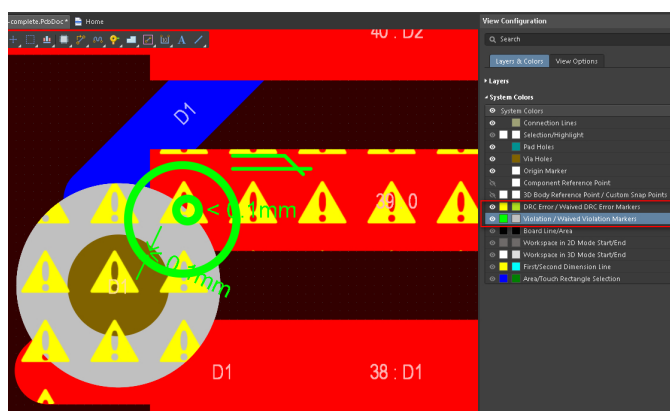 -complete.PcbDoc * Home
View Configuration
Search
Layers & Colors View Options
Layers
System Colors
System Colors
Connection Lines
Selection/Highlight
Pad Holes
Via Holes
Origin Marker
Component Reference Point
3D Body Reference Point / Custom Snap Points
DRC Error / Waived DRC Error Markers
Violation / Waived Violation Markers
Board Line/Area
Workspace in 2D Mode Start/End
Workspace in 3D Mode Start/End
First/Second Dimension Line
Area/Touch Rectangle Selection
40 : D2
D1
< 0.1mm
< 0.1mm
D1
38 : D1